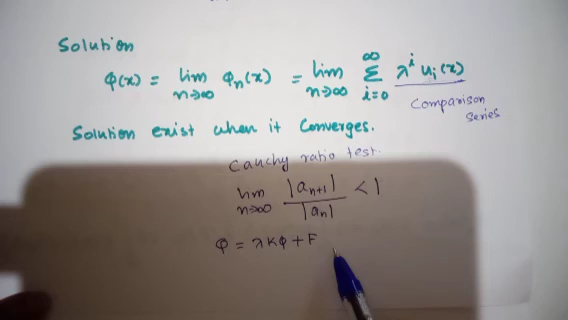 Solution
φ(x) = lim n→∞ φn(x) = lim n→∞ ∞ Σ i=0 λ^i ui(x)
Comparison
series
Solution exist when it Converges.
Cauchy ratio test.
lim n→∞ |an+1| / |an| < 1
φ = λKφ + F